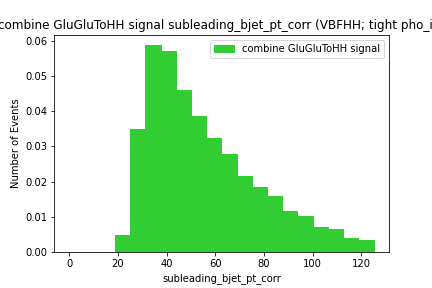 combine GluGluToHH signal subleading_bjet_pt_corr (VBFHH; tight pho_i
combine GluGluToHH signal
0.06
0.05
0.04
0.03
0.02
0.01
0.00
Number of Events
0 20 40 60 80 100 120
subleading_bjet_pt_corr